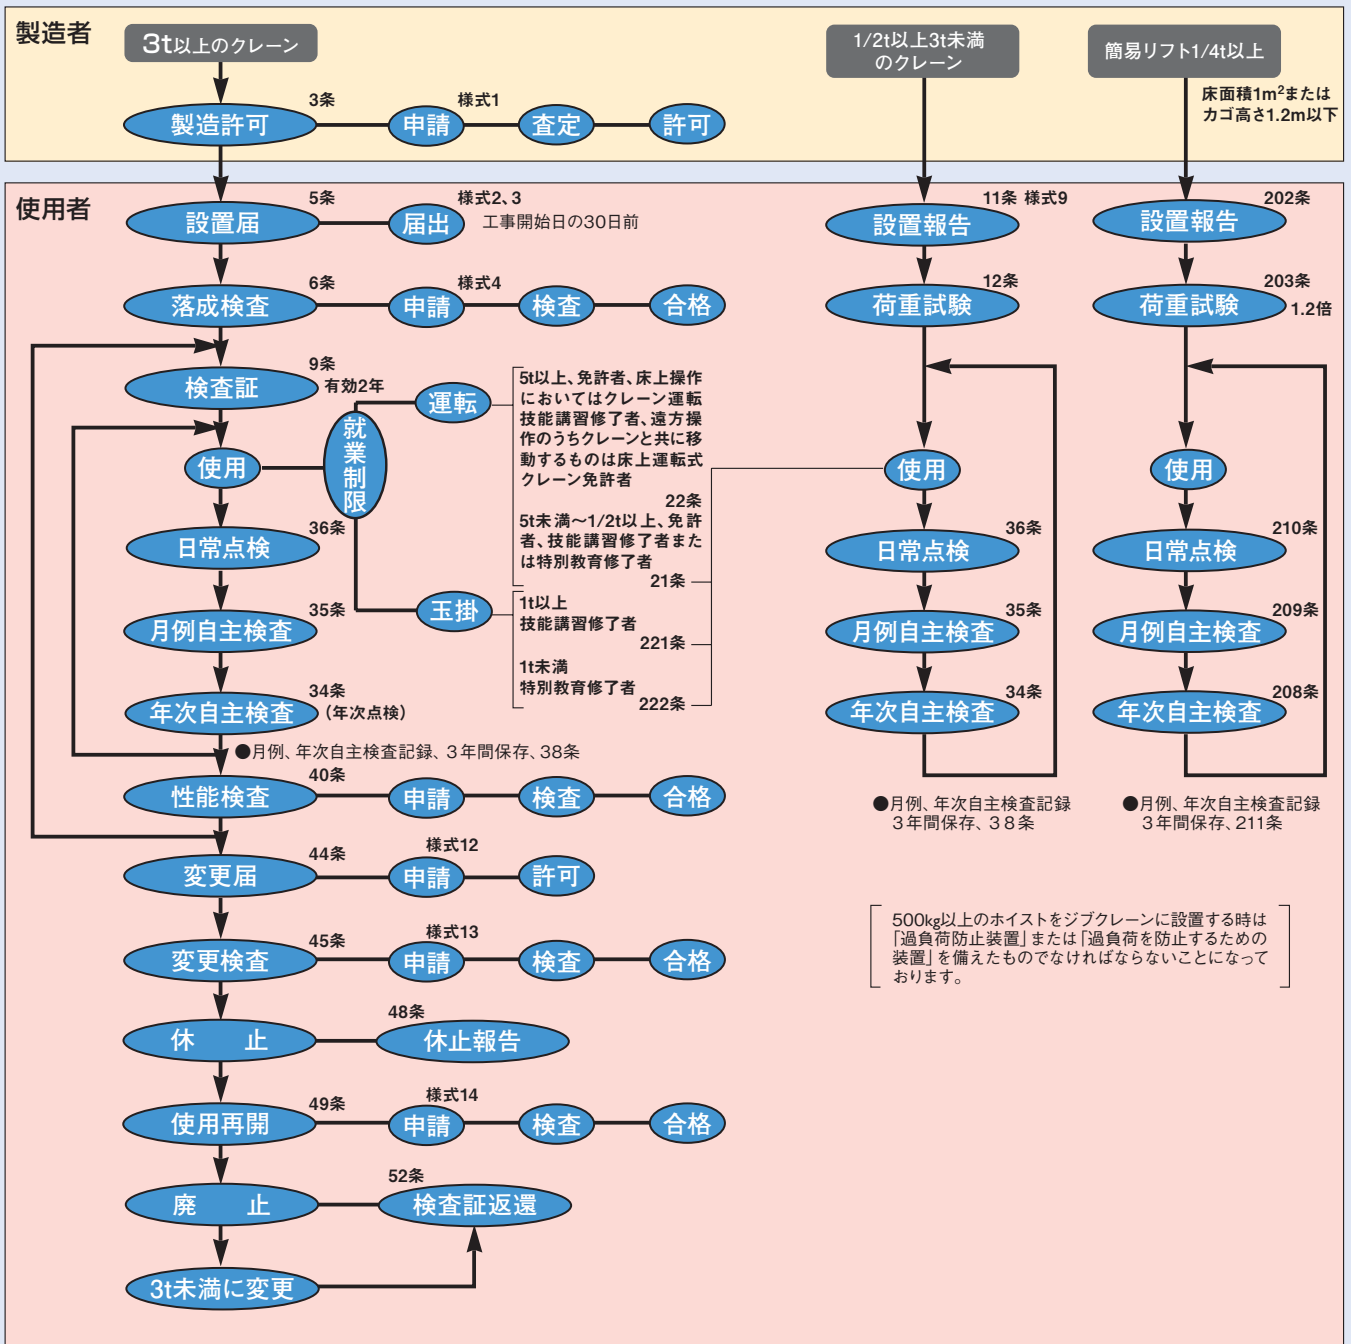 製造者
3t以上のクレーン
1/2t以上3t未満
のクレーン
簡易リフト1/4t以上
床面積1m²または
カゴ高さ1.2m以下
3条
製造許可
様式1
申請
査定
許可
使用者
5条
設置届
届出
様式2、3
工事開始日の30日前
6条
落成検査
様式4
申請
検査
合格
9条
検査証
有効2年
就業制限
運転
5t以上、免許者、床上操作
においてはクレーン運転
技能講習修了者、遠方操
作のうちクレーンと共に移
動するものは床上運転式
クレーン免許者
22条
5t未満〜1/2t以上、免許
者、技能講習修了者また
は特別教育修了者
21条
使用
36条
日常点検
玉掛
1t以上
技能講習修了者
221条
1t未満
特別教育修了者
222条
35条
月例自主検査
34条
(年次点検)
年次自主検査
●月例、年次自主検査記録、3年間保存、38条
40条
性能検査
申請
検査
合格
44条
変更届
様式12
申請
許可
45条
変更検査
様式13
申請
検査
合格
休 止
48条
休止報告
49条
使用再開
様式14
申請
検査
合格
廃 止
52条
検査証返還
3t未満に変更
11条 様式9
設置報告
12条
荷重試験
使用
36条
日常点検
35条
月例自主検査
34条
年次自主検査
●月例、年次自主検査記録
3年間保存、38条
202条
設置報告
203条
荷重試験
1.2倍
使用
210条
日常点検
209条
月例自主検査
208条
年次自主検査
●月例、年次自主検査記録
3年間保存、211条
500kg以上のホイストをジブクレーンに設置する時は
「過負荷防止装置」または「過負荷を防止するための
装置」を備えたものでなければならないことになって
おります。